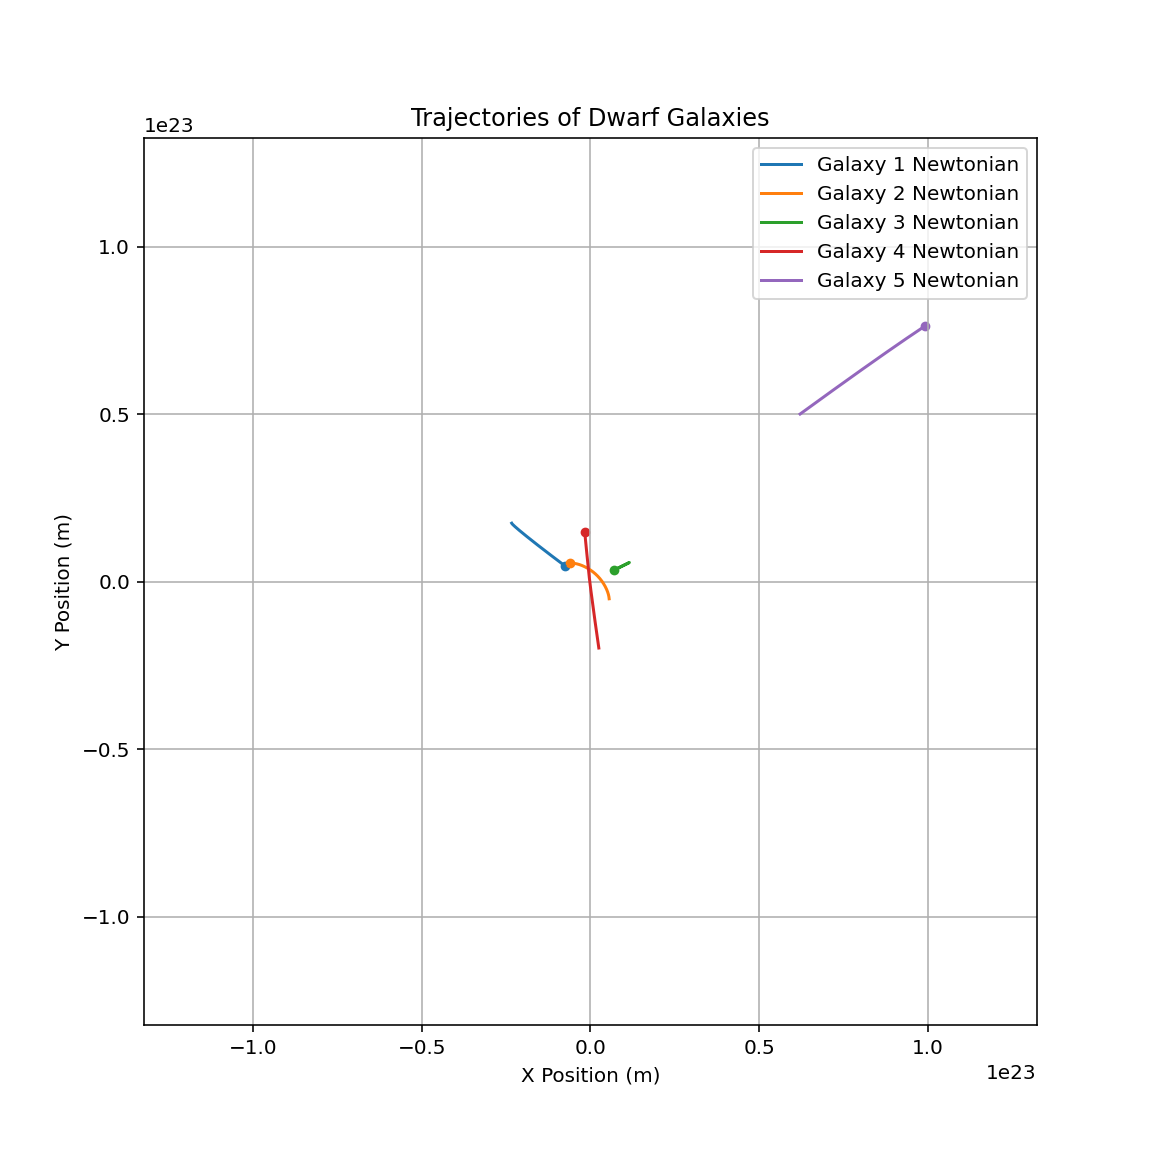 Trajectories of Dwarf Galaxies
1e23
Galaxy 1 Newtonian
Galaxy 2 Newtonian
Galaxy 3 Newtonian
Galaxy 4 Newtonian
Galaxy 5 Newtonian
1.0
0.5
0.0
−0.5
−1.0
Y Position (m)
−1.0 −0.5 0.0 0.5 1.0
1e23
X Position (m)